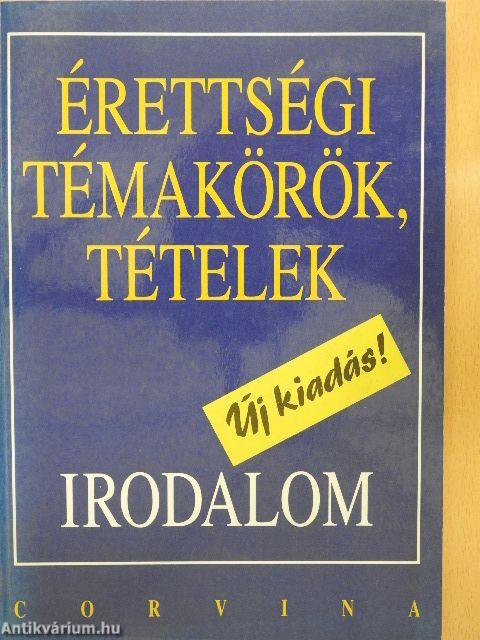 ÉRETTSÉGI
TÉMAKÖRÖK,
TÉTELEK
Új kiadás!
IRODALOM
CORVINA
Antikvárium.hu